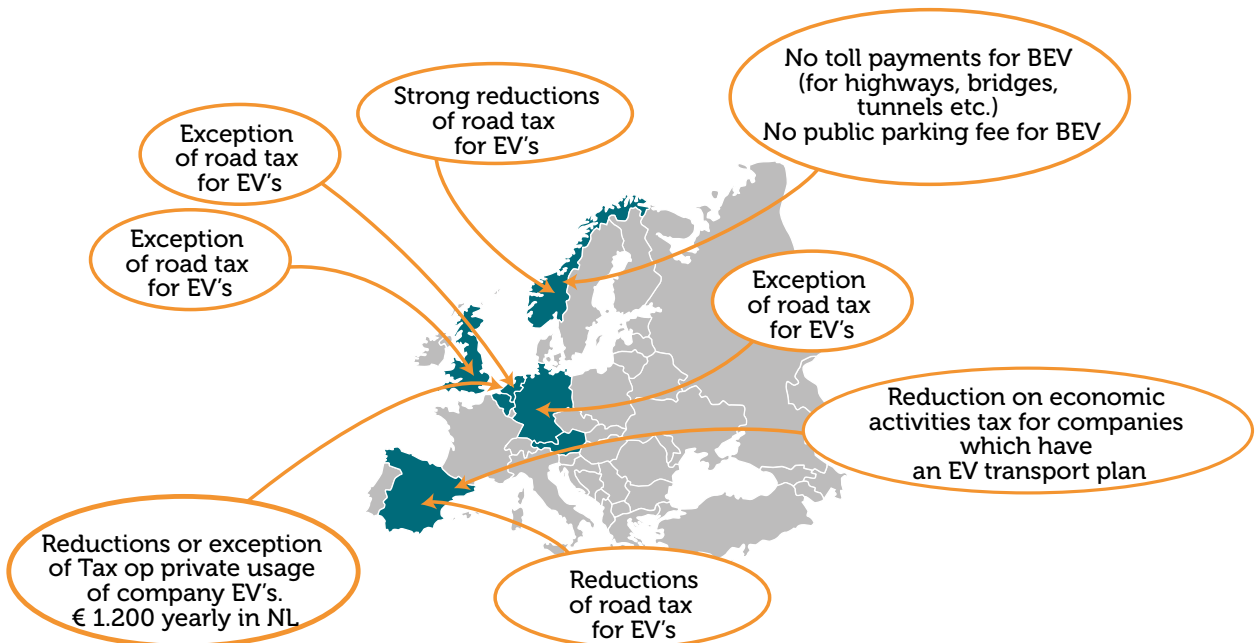 No toll payments for BEV
(for highways, bridges,
tunnels etc.)
No public parking fee for BEV
Strong reductions
of road tax
for EV's
Exception
of road tax
for EV's
Exception
of road tax
for EV's
Exception
of road tax
for EV's
Reduction on economic
activities tax for companies
which have
an EV transport plan
Reductions or exception
of Tax op private usage
of company EV's.
€ 1.200 yearly in NL
Reductions
of road tax
for EV's